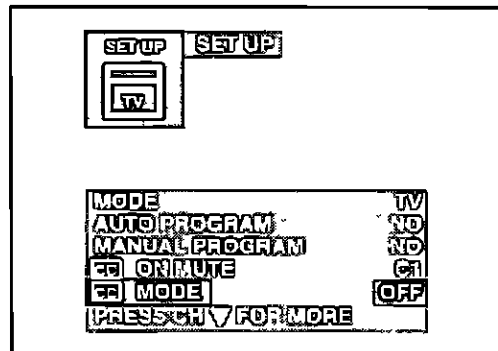 SET UP SET UP
TV
MODE TV
AUTO PROGRAM NO
MANUAL PROGRAM NO
CC ON MUTE C1
CC MODE OFF
PRESS CH ▽ FOR MORE